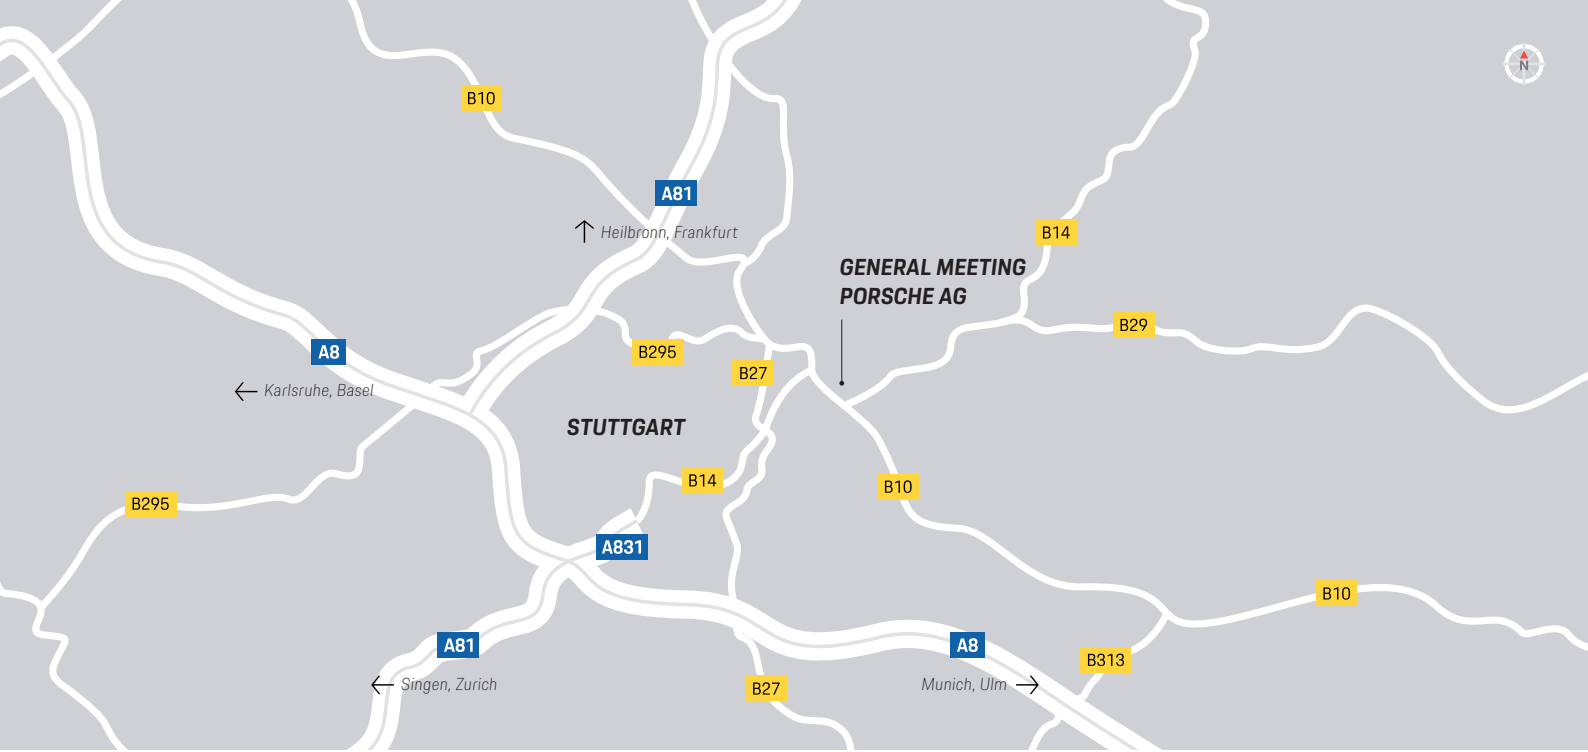 N
B10
A81
Heilbronn, Frankfurt
B14
GENERAL MEETING
PORSCHE AG
B29
A8
B295
B27
Karlsruhe, Basel
STUTTGART
B14
B10
B295
A831
B10
A81
A8
B313
Singen, Zurich
Munich, Ulm
B27